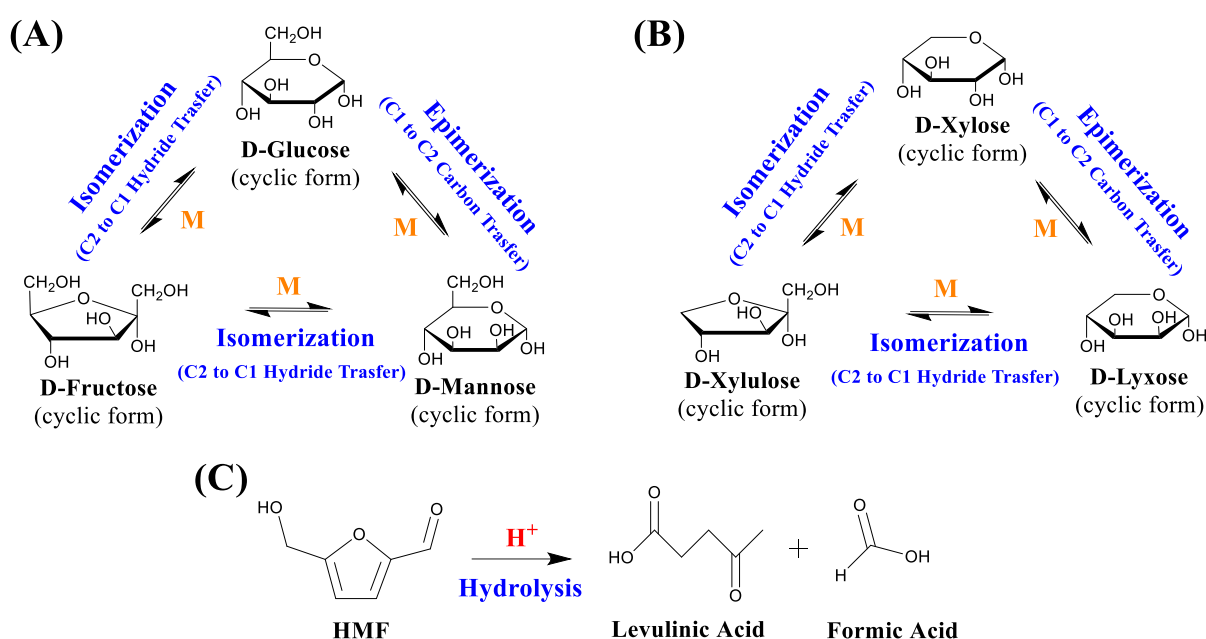 (A)
CH2OH
O
OH
OH
OH
OH
D-Glucose
(cyclic form)
Isomerization
(C2 to C1 Hydride Trasfer)
M
Epimerization
(C1 to C2 Carbon Trasfer)
M
CH2OH
O
CH2OH
HO
OH
OH
D-Fructose
(cyclic form)
M
Isomerization
(C2 to C1 Hydride Trasfer)
CH2OH
O
OH
OH
OH
OH
D-Mannose
(cyclic form)
(B)
O
OH
OH
OH
OH
D-Xylose
(cyclic form)
Isomerization
(C2 to C1 Hydride Trasfer)
M
Epimerization
(C1 to C2 Carbon Trasfer)
M
O
CH2OH
HO
OH
OH
D-Xylulose
(cyclic form)
M
Isomerization
(C2 to C1 Hydride Trasfer)
O
OH
OH
OH
OH
D-Lyxose
(cyclic form)
(C)
HO
O
O
HMF
H+
Hydrolysis
O
HO
O
Levulinic Acid
+
O
OH
H
Formic Acid